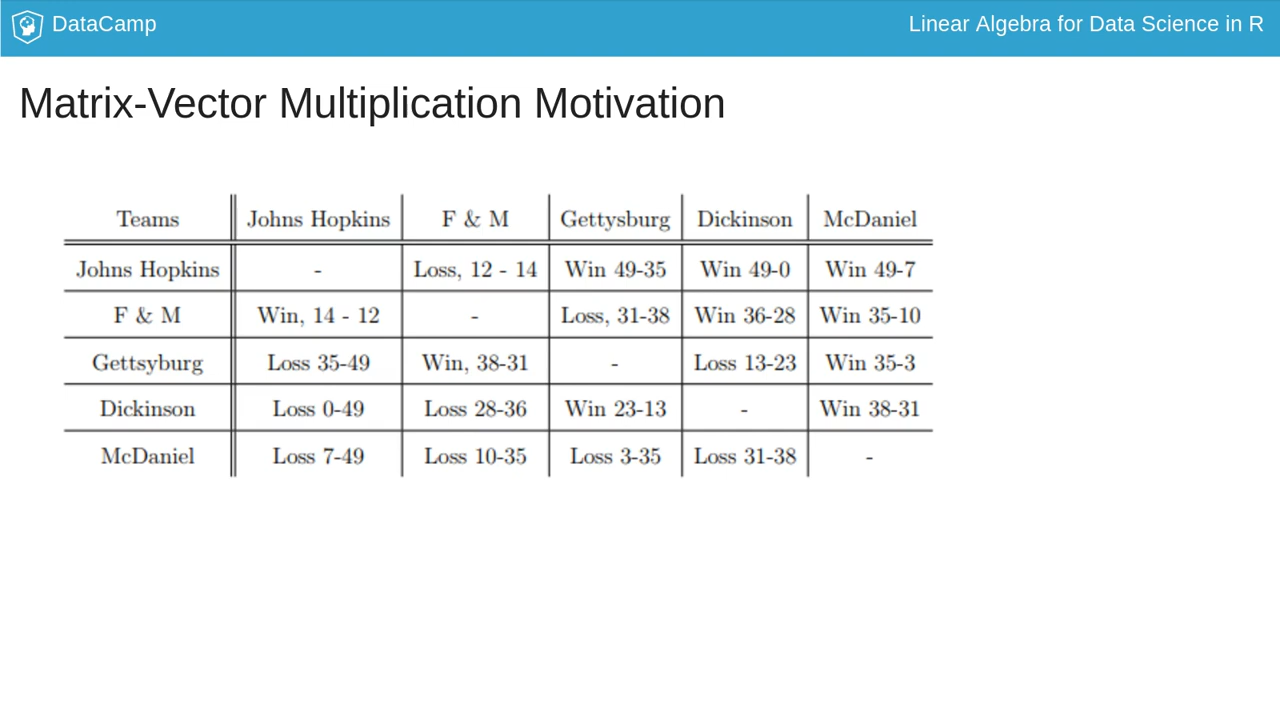 DataCamp
Linear Algebra for Data Science in R
Matrix-Vector Multiplication Motivation
Teams Johns Hopkins F & M Gettysburg Dickinson McDaniel
Johns Hopkins - Loss, 12 - 14 Win 49-35 Win 49-0 Win 49-7
F & M Win, 14 - 12 - Loss, 31-38 Win 36-28 Win 35-10
Gettsyburg Loss 35-49 Win, 38-31 - Loss 13-23 Win 35-3
Dickinson Loss 0-49 Loss 28-36 Win 23-13 - Win 38-31
McDaniel Loss 7-49 Loss 10-35 Loss 3-35 Loss 31-38 -